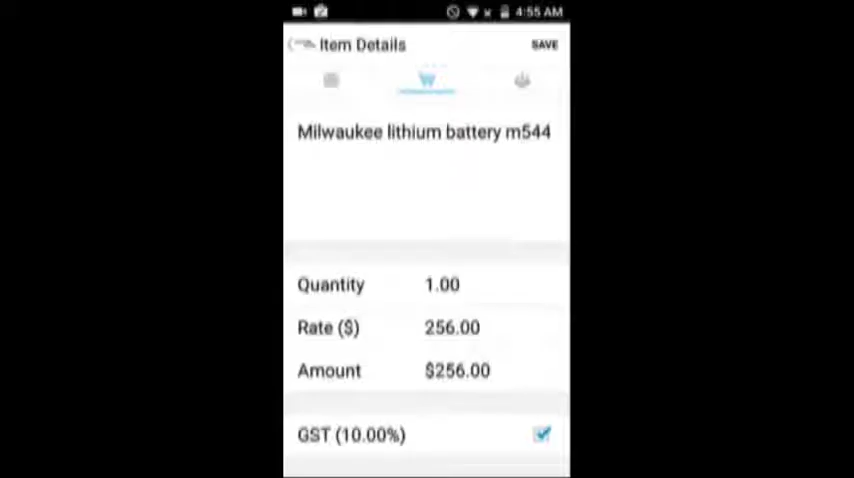 4:55 AM
Item Details
SAVE
Milwaukee lithium battery m544
Quantity 1.00
Rate ($) 256.00
Amount $256.00
GST (10.00%)